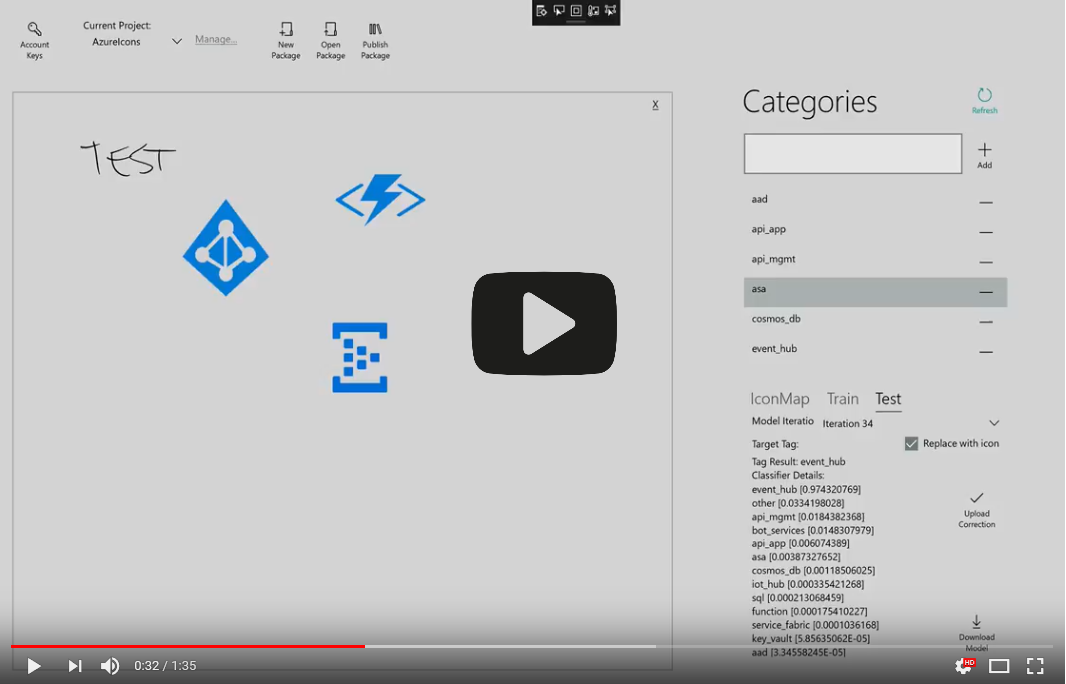 Account
Keys
Current Project:
AzureIcons
Manage...
New
Package
Open
Package
Publish
Package
X
TEST
Categories
Refresh
Add
aad
api_app
api_mgmt
asa
cosmos_db
event_hub
IconMap Train Test
Model Iteratio Iteration 34
Target Tag:
Replace with icon
Tag Result: event_hub
Classifier Details:
event_hub [0.974320769]
other [0.0334198028]
api_mgmt [0.0184382368]
bot_services [0.0148307979]
api_app [0.006074389]
asa [0.00387327652]
cosmos_db [0.00118506025]
iot_hub [0.000335421268]
sql [0.000213068459]
function [0.000175410227]
service_fabric [0.0001036168]
key_vault [5.85635062E-05]
aad [3.34558245E-05]
Upload
Correction
Download
Model
0:32 / 1:35
HD